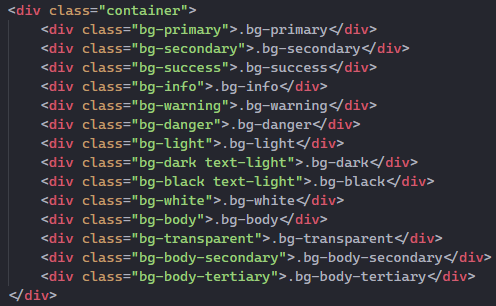 <div class="container">
    <div class="bg-primary">.bg-primary</div>
    <div class="bg-secondary">.bg-secondary</div>
    <div class="bg-success">.bg-success</div>
    <div class="bg-info">.bg-info</div>
    <div class="bg-warning">.bg-warning</div>
    <div class="bg-danger">.bg-danger</div>
    <div class="bg-light">.bg-light</div>
    <div class="bg-dark text-light">.bg-dark</div>
    <div class="bg-black text-light">.bg-black</div>
    <div class="bg-white">.bg-white</div>
    <div class="bg-body">.bg-body</div>
    <div class="bg-transparent">.bg-transparent</div>
    <div class="bg-body-secondary">.bg-body-secondary</div>
    <div class="bg-body-tertiary">.bg-body-tertiary</div>
</div>